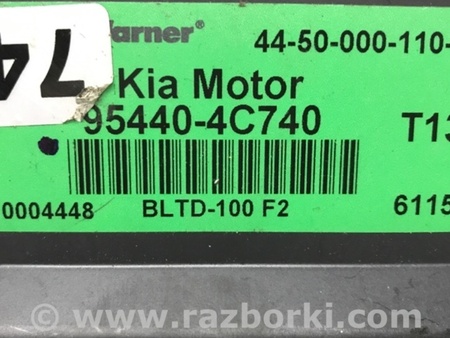 arner®
44-50-000-110-
74
Kia Motor
95440-4C740
T13
0004448
BLTD-100 F2
6115
www.razborki.com